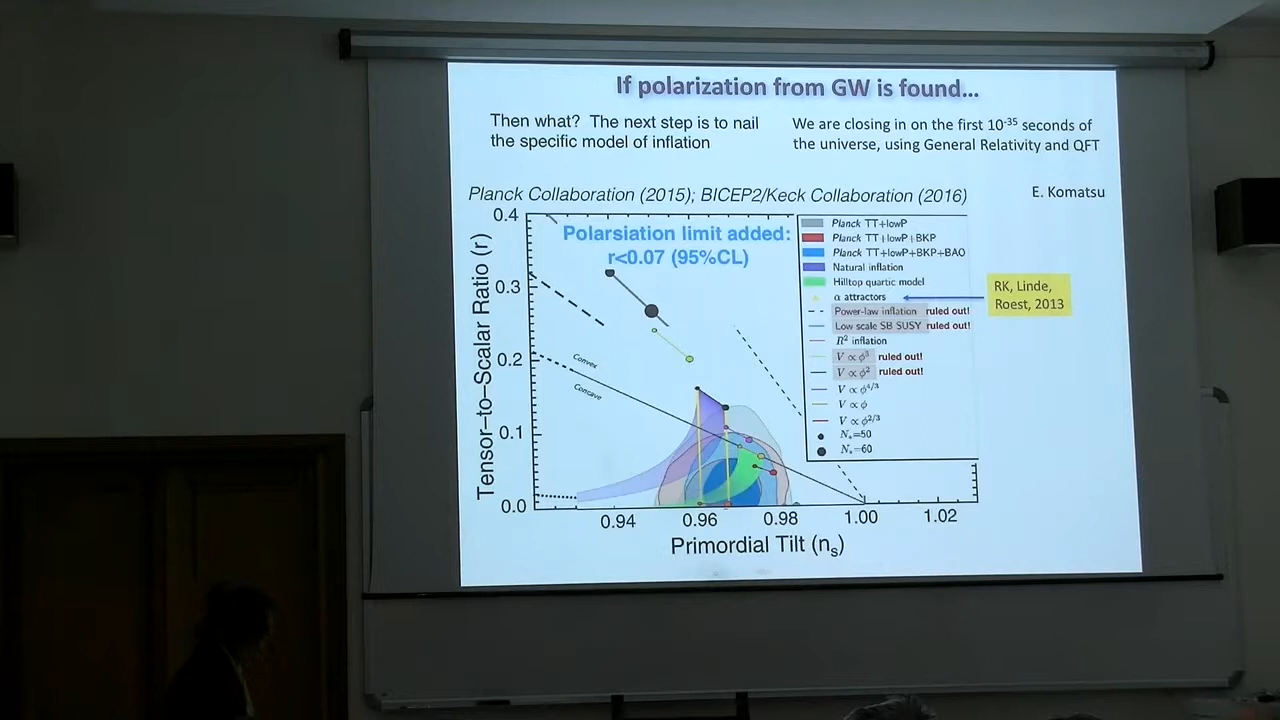 If polarization from GW is found...
Then what? The next step is to nail
the specific model of inflation
We are closing in on the first 10⁻³⁵ seconds of
the universe, using General Relativity and QFT
Planck Collaboration (2015); BICEP2/Keck Collaboration (2016)
E. Komatsu
Polarsiation limit added:
r<0.07 (95%CL)
Tensor-to-Scalar Ratio (r)
0.4
0.3
0.2
0.1
0.0
Convex
Concave
Planck TT+lowP
Planck TT+lowP+BKP
Planck TT+lowP+BKP+BAO
Natural inflation
Hilltop quartic model
α attractors
Power-law inflation ruled out!
Low scale SB SUSY ruled out!
R² inflation
V ∝ ϕ³ ruled out!
V ∝ ϕ² ruled out!
V ∝ ϕ⁴/³
V ∝ ϕ
V ∝ ϕ²/³
N*=50
N*=60
RK, Linde,
Roest, 2013
0.94
0.96
0.98
1.00
1.02
Primordial Tilt (nₛ)